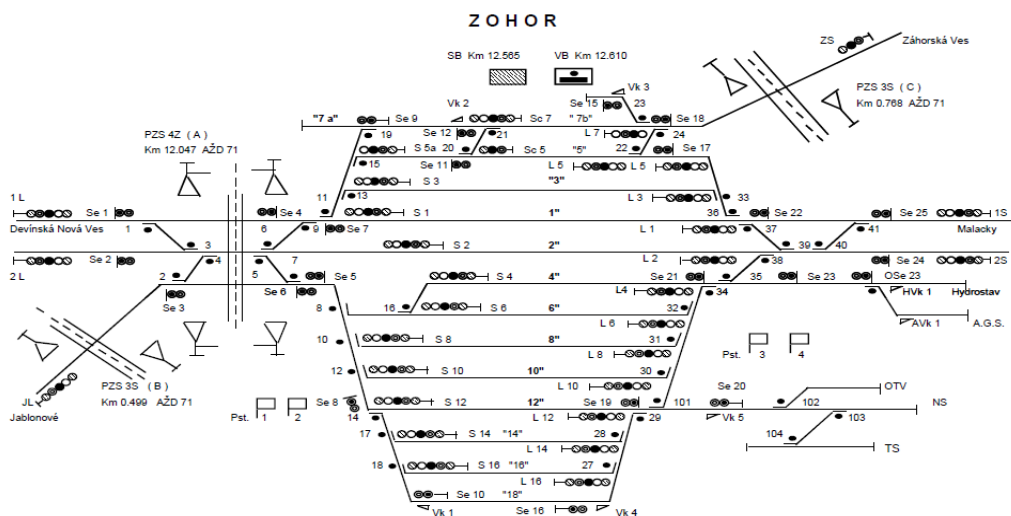 Z O H O R
SB Km 12.565 VB Km 12.610
ZS Záhorská Ves
PZS 3S ( C )
Km 0.768 AŽD 71
PZS 4Z ( A )
Km 12.047 AŽD 71
Vk 3
Se 15 23
"7 a" Se 9 Vk 2 Sc 7 "7b" Se 18
19 Se 12 21 L 7 24
S 5a 20 Sc 5 "5" 22 Se 17
15 Se 11 L 5 L 5
S 3 "3"
13 L 3 33
1 L Se 1 Se 4 11 S 1 1" 36 Se 22 Se 25 1S
Devínská Nová Ves 1 6 9 Se 7 L 1 37 41 Malacky
3 S 2 2" 39 40
2 L Se 2 4 7 L 2 38 Se 24 2S
2 5 Se 5 S 4 4" Se 21 35 Se 23 OSe 23
Se 3 Se 6 L4 34 HVk 1 Hydrostav
8 16 S 6 6" 32
L 6 AVk 1 A.G.S.
10 S 8 8" 31
L 8 Pst. 3 4
12 S 10 10" 30
PZS 3S ( B )
Km 0.499 AŽD 71
JL
Jablonové
L 10 Se 20 OTV
Pst. 1 2 Se 8 S 12 12" Se 19 101 102 NS
14 L 12 29 Vk 5 103
17 S 14 "14" 28 104
L 14 TS
18 S 16 "16" 27
L 16
Se 10 "18"
Vk 1 Se 16 Vk 4